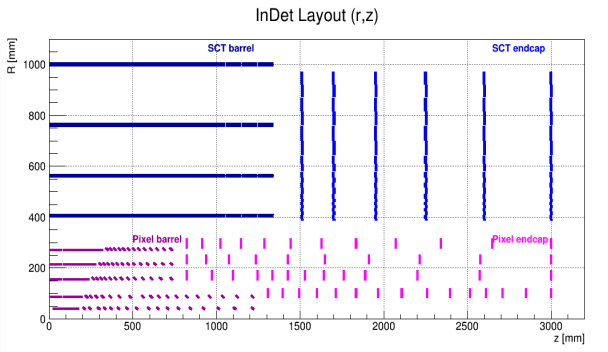 InDet Layout (r,z)
R [mm]
SCT barrel
SCT endcap
1000
800
600
400
Pixel barrel
Pixel endcap
200
0
0 500 1000 1500 2000 2500 3000
z [mm]